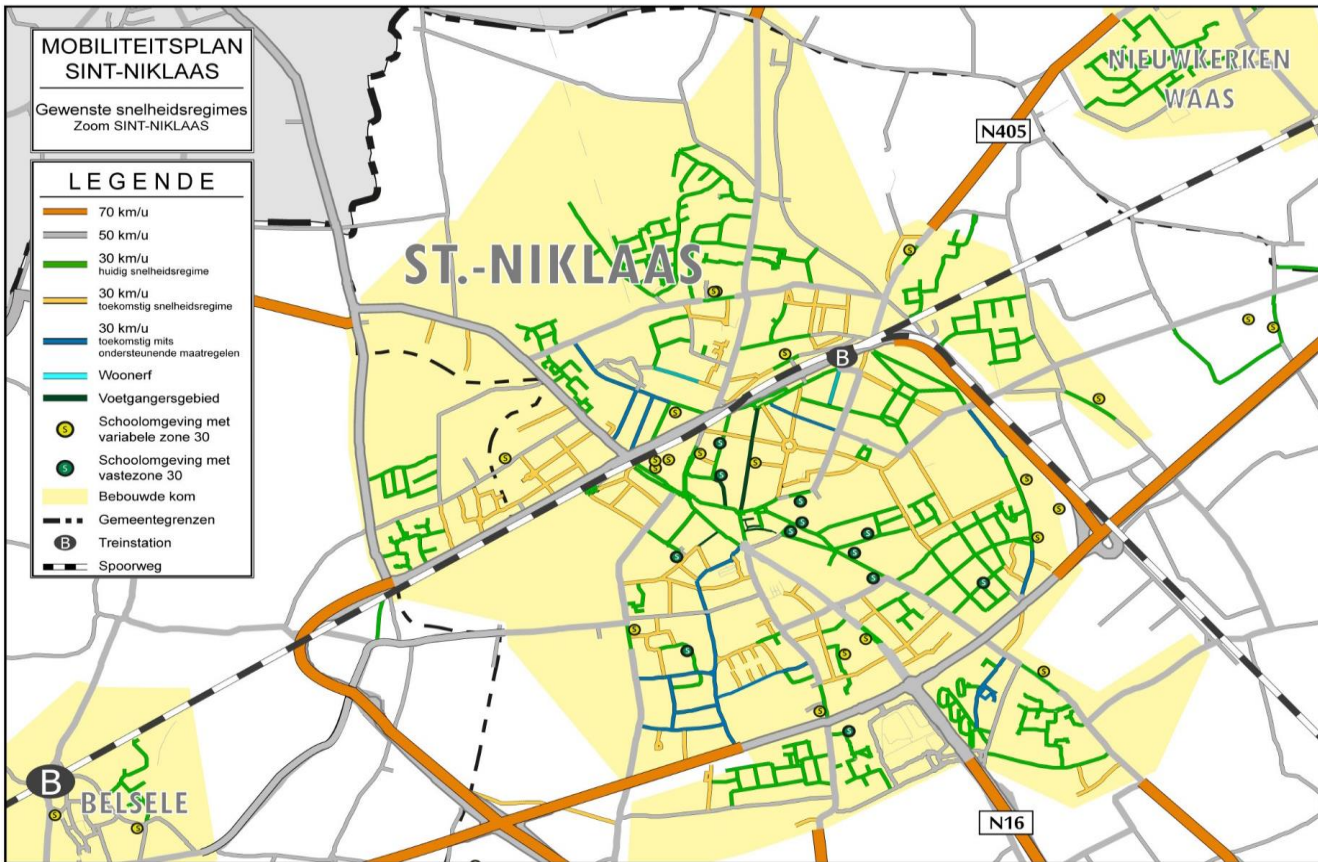 MOBILITEITSPLAN
SINT-NIKLAAS
Gewenste snelheidsregimes
Zoom SINT-NIKLAAS
LEGENDE
70 km/u
50 km/u
30 km/u
huidig snelheidsregime
30 km/u
toekomstig snelheidsregime
30 km/u
toekomstig mits
ondersteunende maatregelen
Woonerf
Voetgangersgebied
S
Schoolomgeving met
variabele zone 30
S
Schoolomgeving met
vastezone 30
Bebouwde kom
Gemeentegrenzen
B
Treinstation
Spoorweg
NIEUWKERKEN
WAAS
N405
ST.-NIKLAAS
B
B
BELSELE
N16